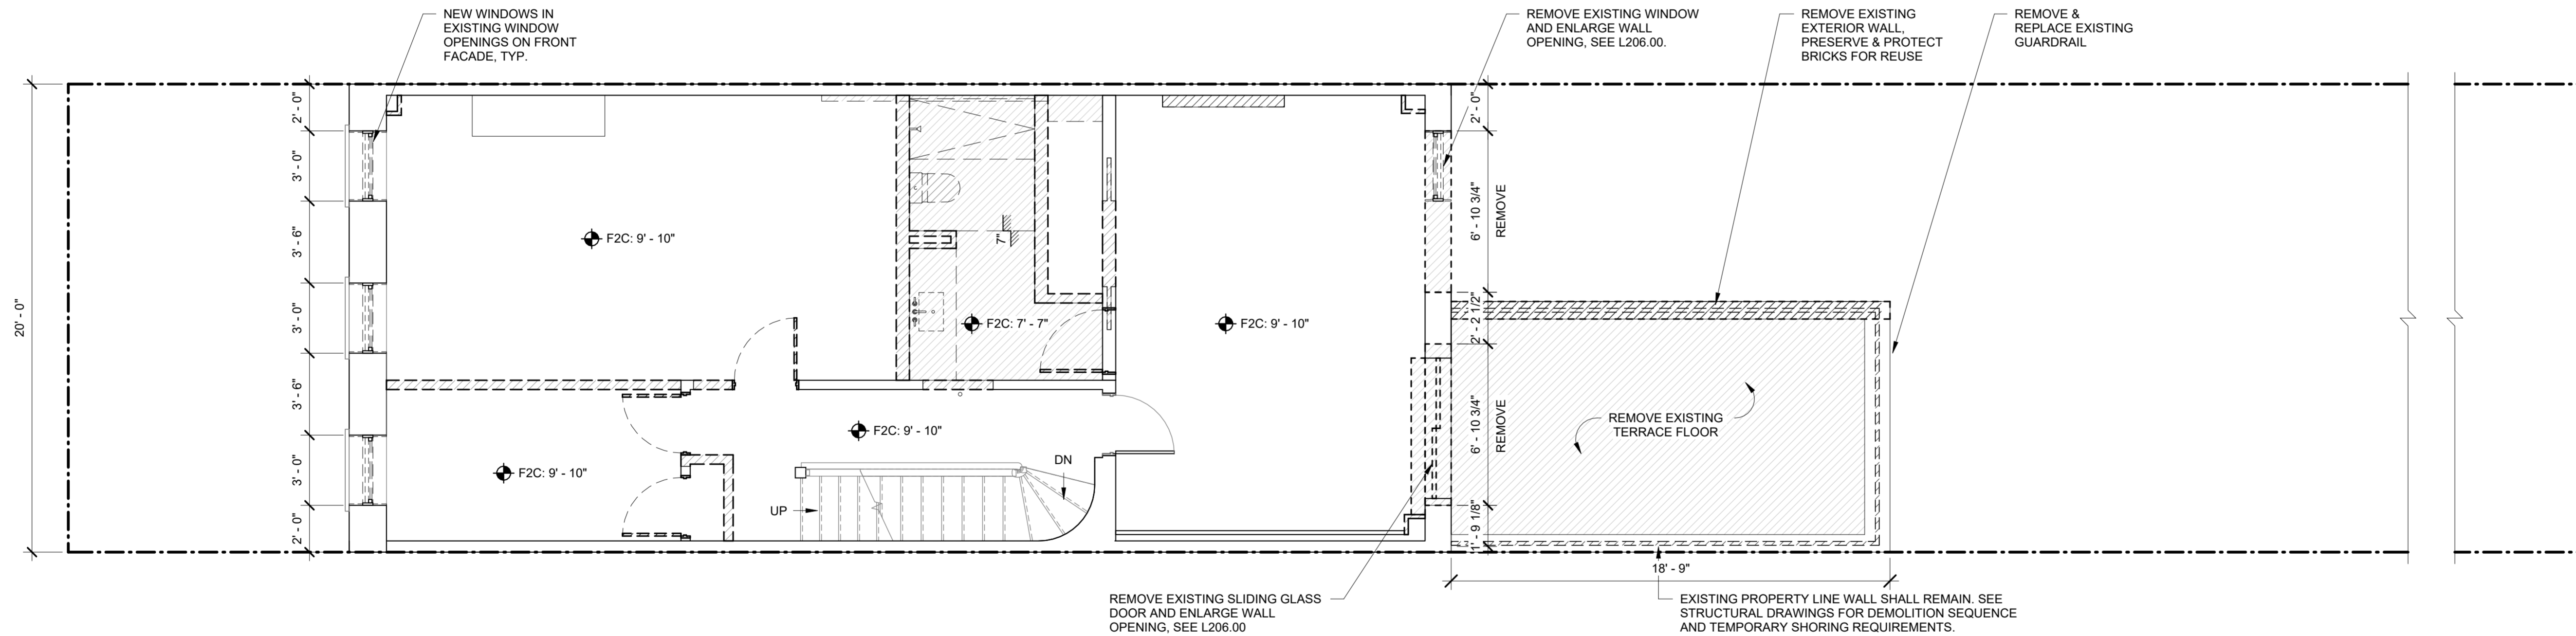 NEW WINDOWS IN
EXISTING WINDOW
OPENINGS ON FRONT
FACADE, TYP.
REMOVE EXISTING WINDOW
AND ENLARGE WALL
OPENING, SEE L206.00.
REMOVE EXISTING
EXTERIOR WALL,
PRESERVE & PROTECT
BRICKS FOR REUSE
REMOVE &
REPLACE EXISTING
GUARDRAIL
20' - 0"
2' - 0"
3' - 0"
3' - 6"
3' - 0"
3' - 6"
3' - 0"
2' - 0"
F2C: 9' - 10"
7"
F2C: 7' - 7"
F2C: 9' - 10"
F2C: 9' - 10"
F2C: 9' - 10"
UP
DN
2' - 0"
6' - 10 3/4"
REMOVE
2' - 2 1/2"
6' - 10 3/4"
REMOVE
1' - 9 1/8"
REMOVE EXISTING
TERRACE FLOOR
18' - 9"
REMOVE EXISTING SLIDING GLASS
DOOR AND ENLARGE WALL
OPENING, SEE L206.00
EXISTING PROPERTY LINE WALL SHALL REMAIN. SEE
STRUCTURAL DRAWINGS FOR DEMOLITION SEQUENCE
AND TEMPORARY SHORING REQUIREMENTS.